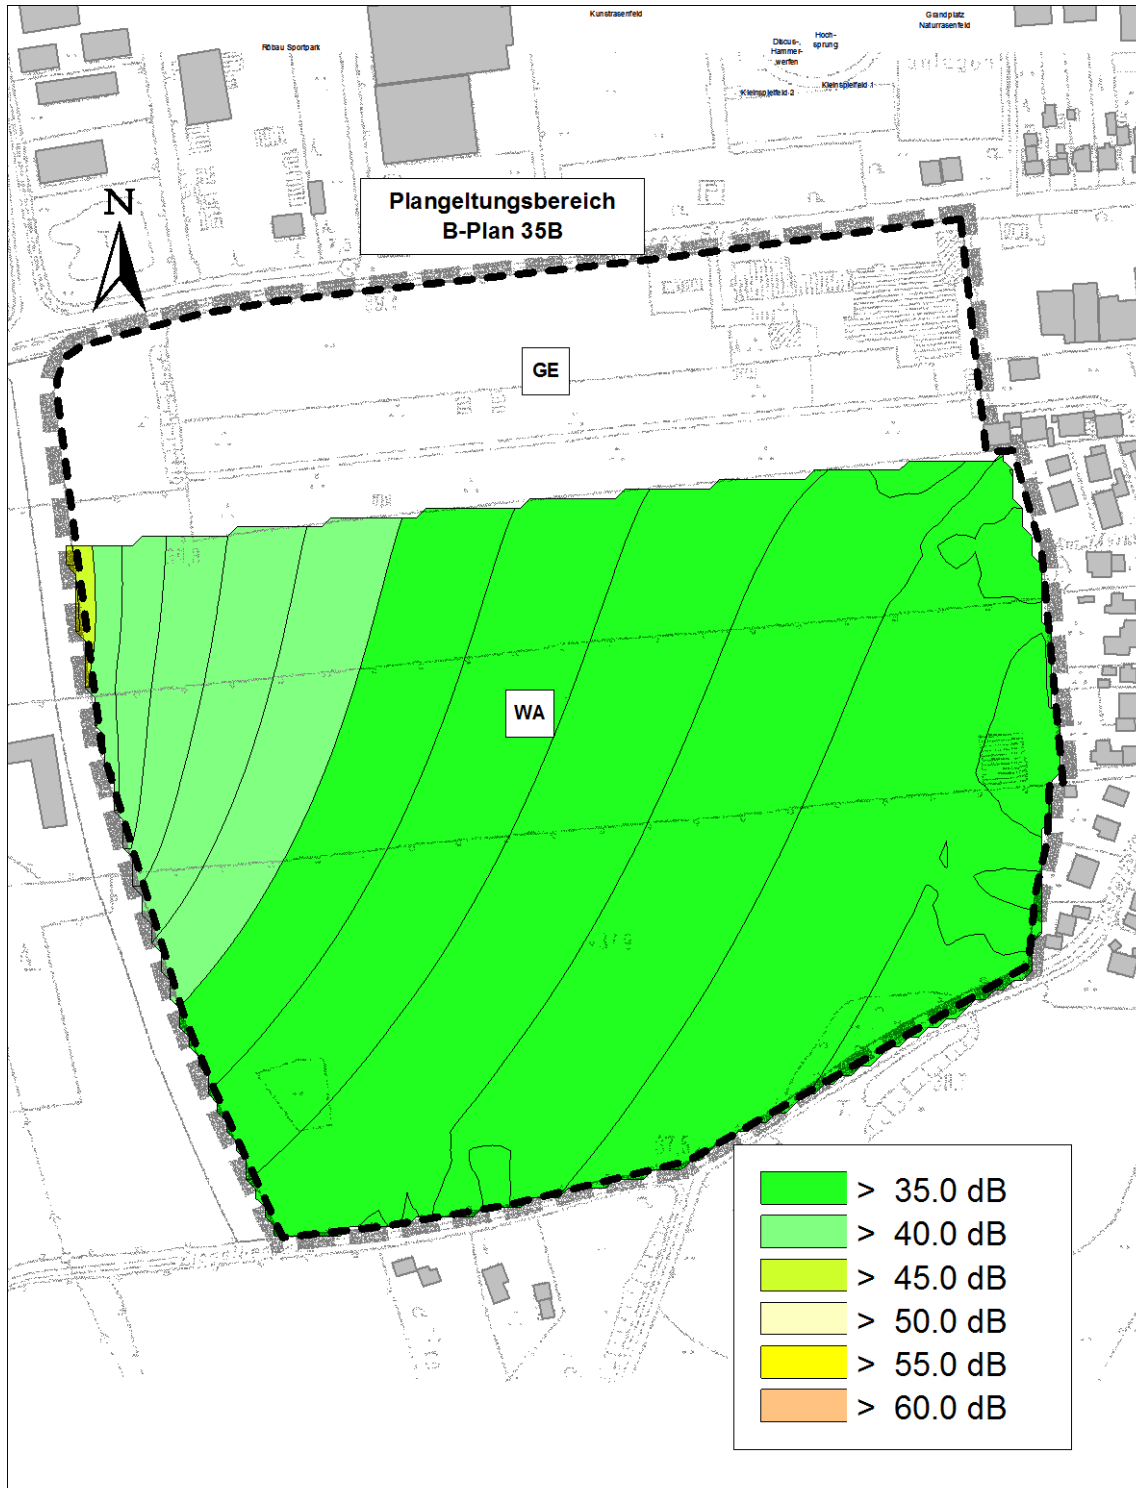 Kunstrasenfeld
Grandplatz
Naturrasenfeld
Röbau Sportpark
Discus-,
Hammer-
werfen
Hoch-
sprung
Kleinspielfeld 2
Kleinspielfeld 1
N
Plangeltungsbereich
B-Plan 35B
GE
WA
> 35.0 dB
> 40.0 dB
> 45.0 dB
> 50.0 dB
> 55.0 dB
> 60.0 dB